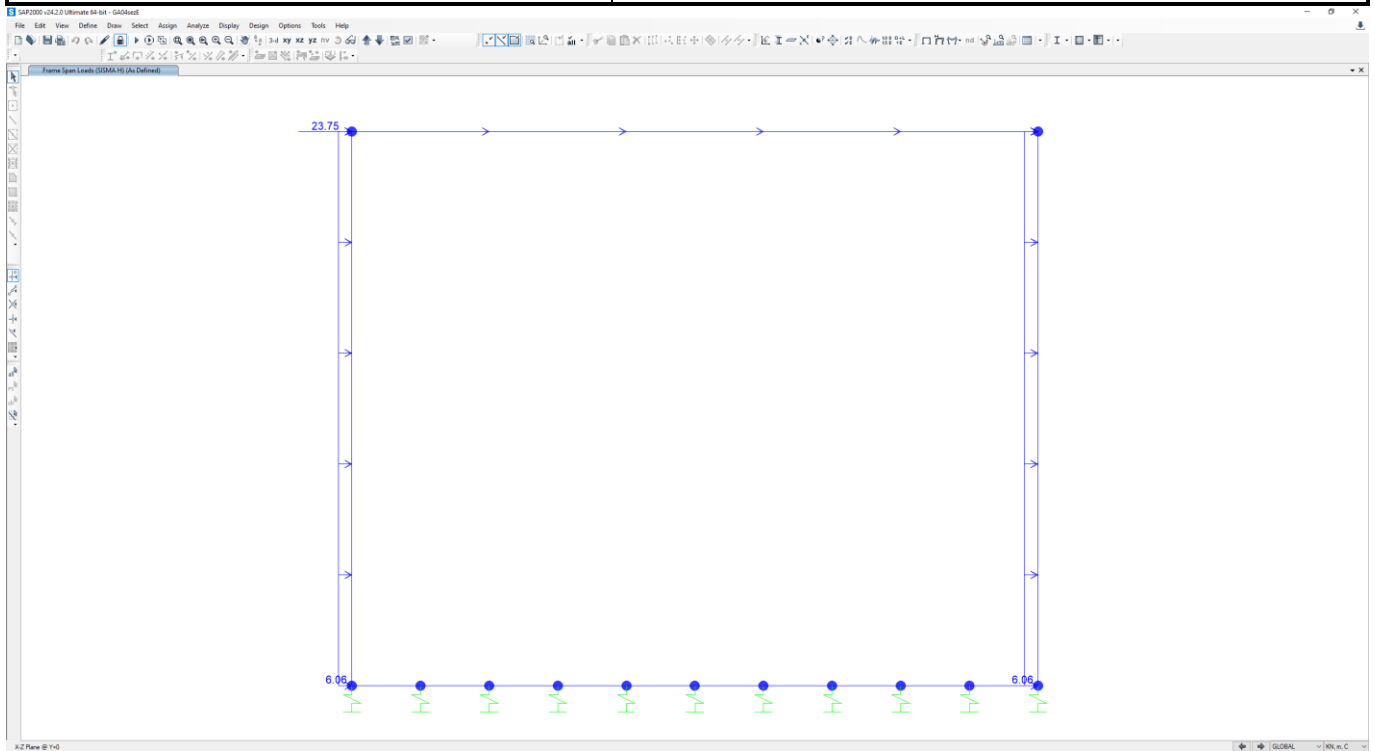 SAP2000 v24.2.0 Ultimate 64-bit - GA04sezE
File Edit View Define Draw Select Assign Analyze Display Design Options Tools Help
3-d xy xz yz nv
nd
Frame Span Loads (SISMA H) (As Defined)
23.75
6.06
6.06
X-Z Plane @ Y=0
GLOBAL
KN, m, C